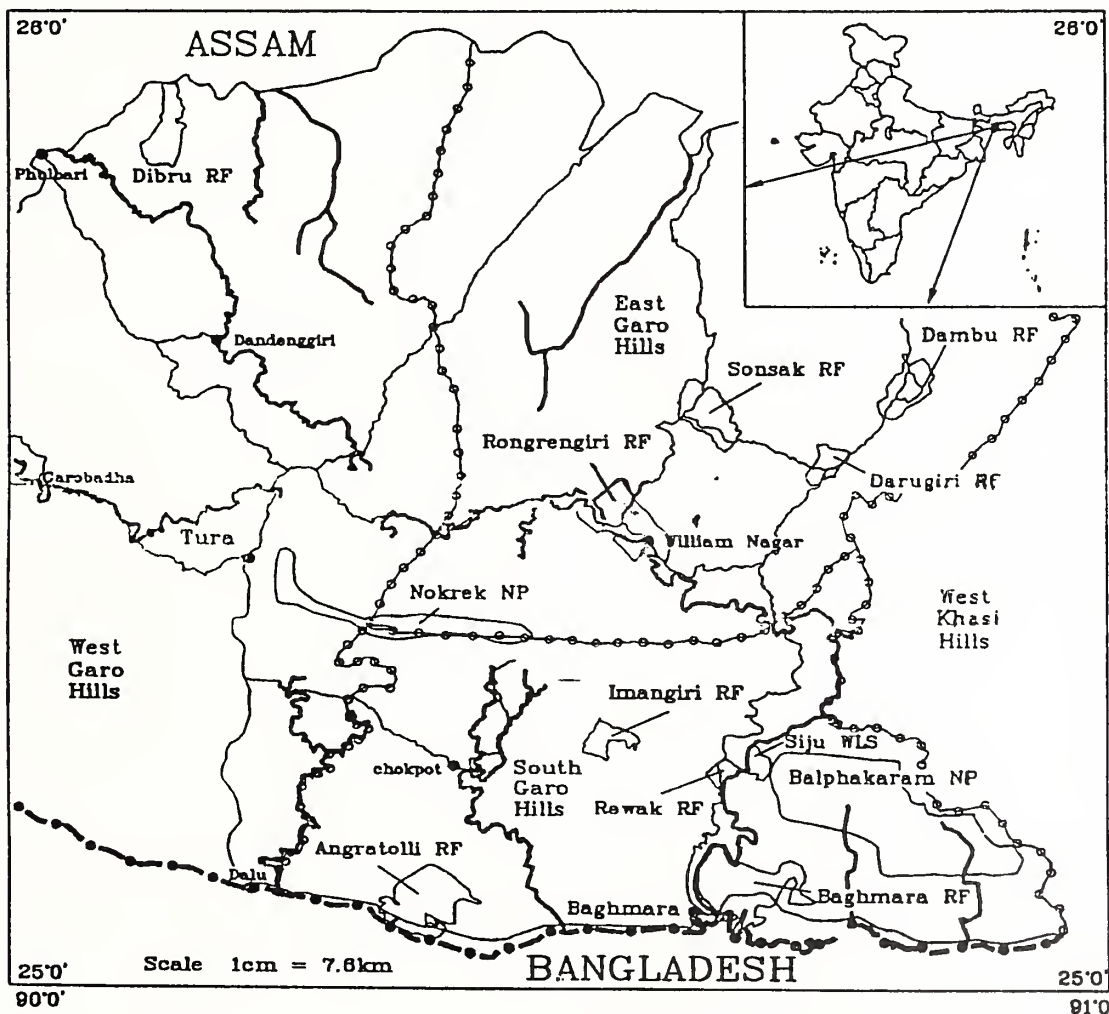 26°0'
26°0'
ASSAM
Phulbari
Dibru RF
East
Garo
Hills
Dambu RF
Dandenggiri
Sonsak RF
Rongrengiri RF
Garobadha
Darugiri RF
Tura
William Nagar
Nokrek NP
West
Khasi
Hills
West
Garo
Hills
Imangiri RF
Siju WLS
chokpot
South
Garo
Hills
Balphakaram NP
Rewak RF
Angratolli RF
Dalu
Baghmara RF
Baghmara
Scale 1cm = 7.6km
BANGLADESH
25°0'
25°0'
90°0'
91°0'